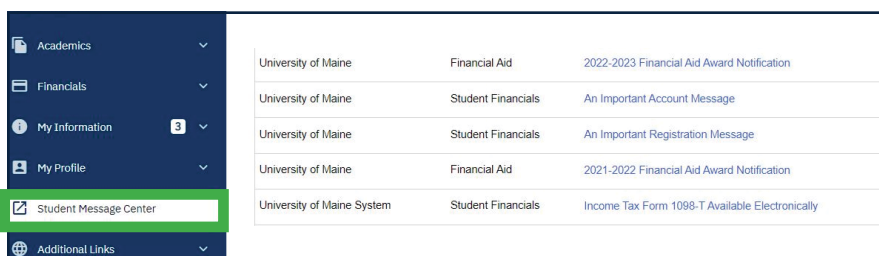 Academics
Financials
My Information 3
My Profile
Student Message Center
Additional Links
University of Maine Financial Aid 2022-2023 Financial Aid Award Notification
University of Maine Student Financials An Important Account Message
University of Maine Student Financials An Important Registration Message
University of Maine Financial Aid 2021-2022 Financial Aid Award Notification
University of Maine System Student Financials Income Tax Form 1098-T Available Electronically